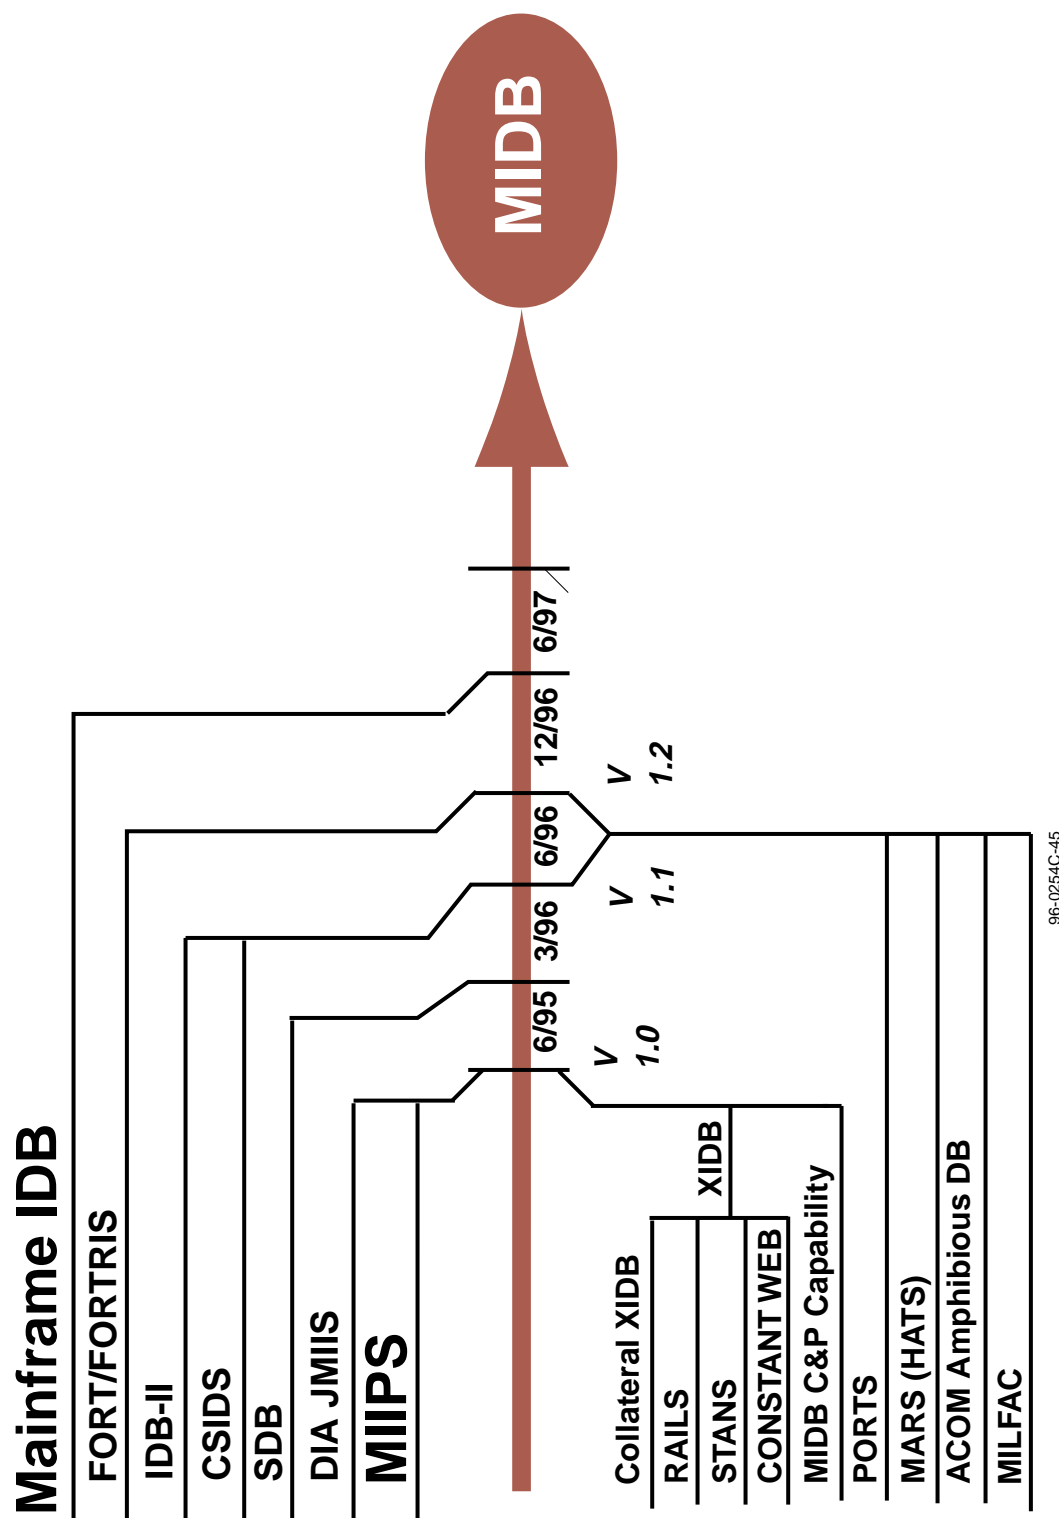 Mainframe IDB
FORT/FORTRIS
IDB-II
CSIDS
SDB
DIA JMIIS
MIIPS
6/95
3/96
6/96
12/96
6/97
MIDB
V
1.0
V
1.1
V
1.2
Collateral XIDB
RAILS
STANS
CONSTANT WEB
XIDB
MIDB C&P Capability
PORTS
MARS (HATS)
ACOM Amphibious DB
MILFAC
96-0254C-45